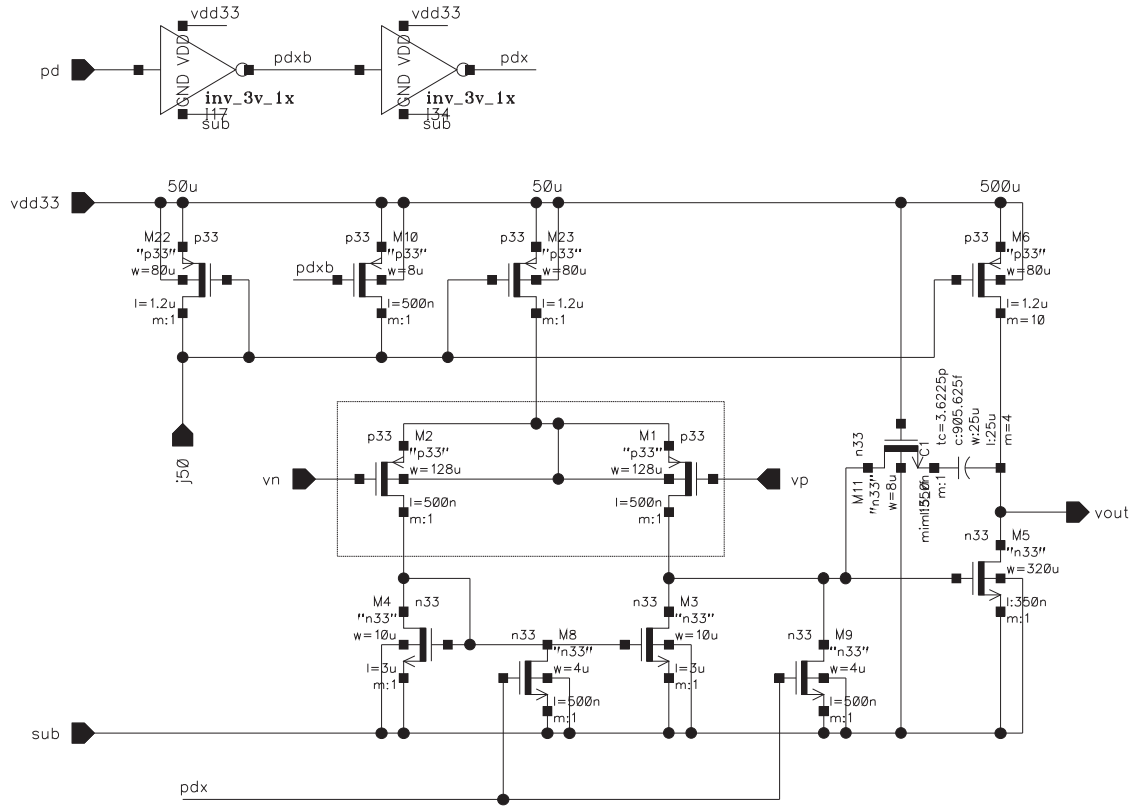 vdd33
vdd33
pd
VDD
GND
pdxb
VDD
GND
pdx
inv_3v_1x
inv_3v_1x
I17
I34
sub
sub
50u
50u
500u
vdd33
M22
p33
"p33"
w=80u
l=1.2u
m:1
p33
M10
"p33"
w=8u
pdxb
l=500n
m:1
p33
M23
"p33"
w=80u
l=1.2u
m:1
p33
M6
"p33"
w=80u
l=1.2u
m=10
j50
p33
M2
"p33"
w=128u
vn
l=500n
m:1
M1
p33
"p33"
w=128u
vp
l=500n
m:1
n33
M11
"n33"
w=8u
l:350n
m:1
C1
mim
tc=3.6225p
c:905.625f
w:25u
l:25u
m=4
vout
n33
M5
"n33"
w=320u
l:350n
m:1
M4
n33
"n33"
w=10u
l=3u
m:1
n33
M8
"n33"
w=4u
l=500n
m:1
n33
M3
"n33"
w=10u
l=3u
m:1
n33
M9
"n33"
w=4u
l=500n
m:1
sub
pdx